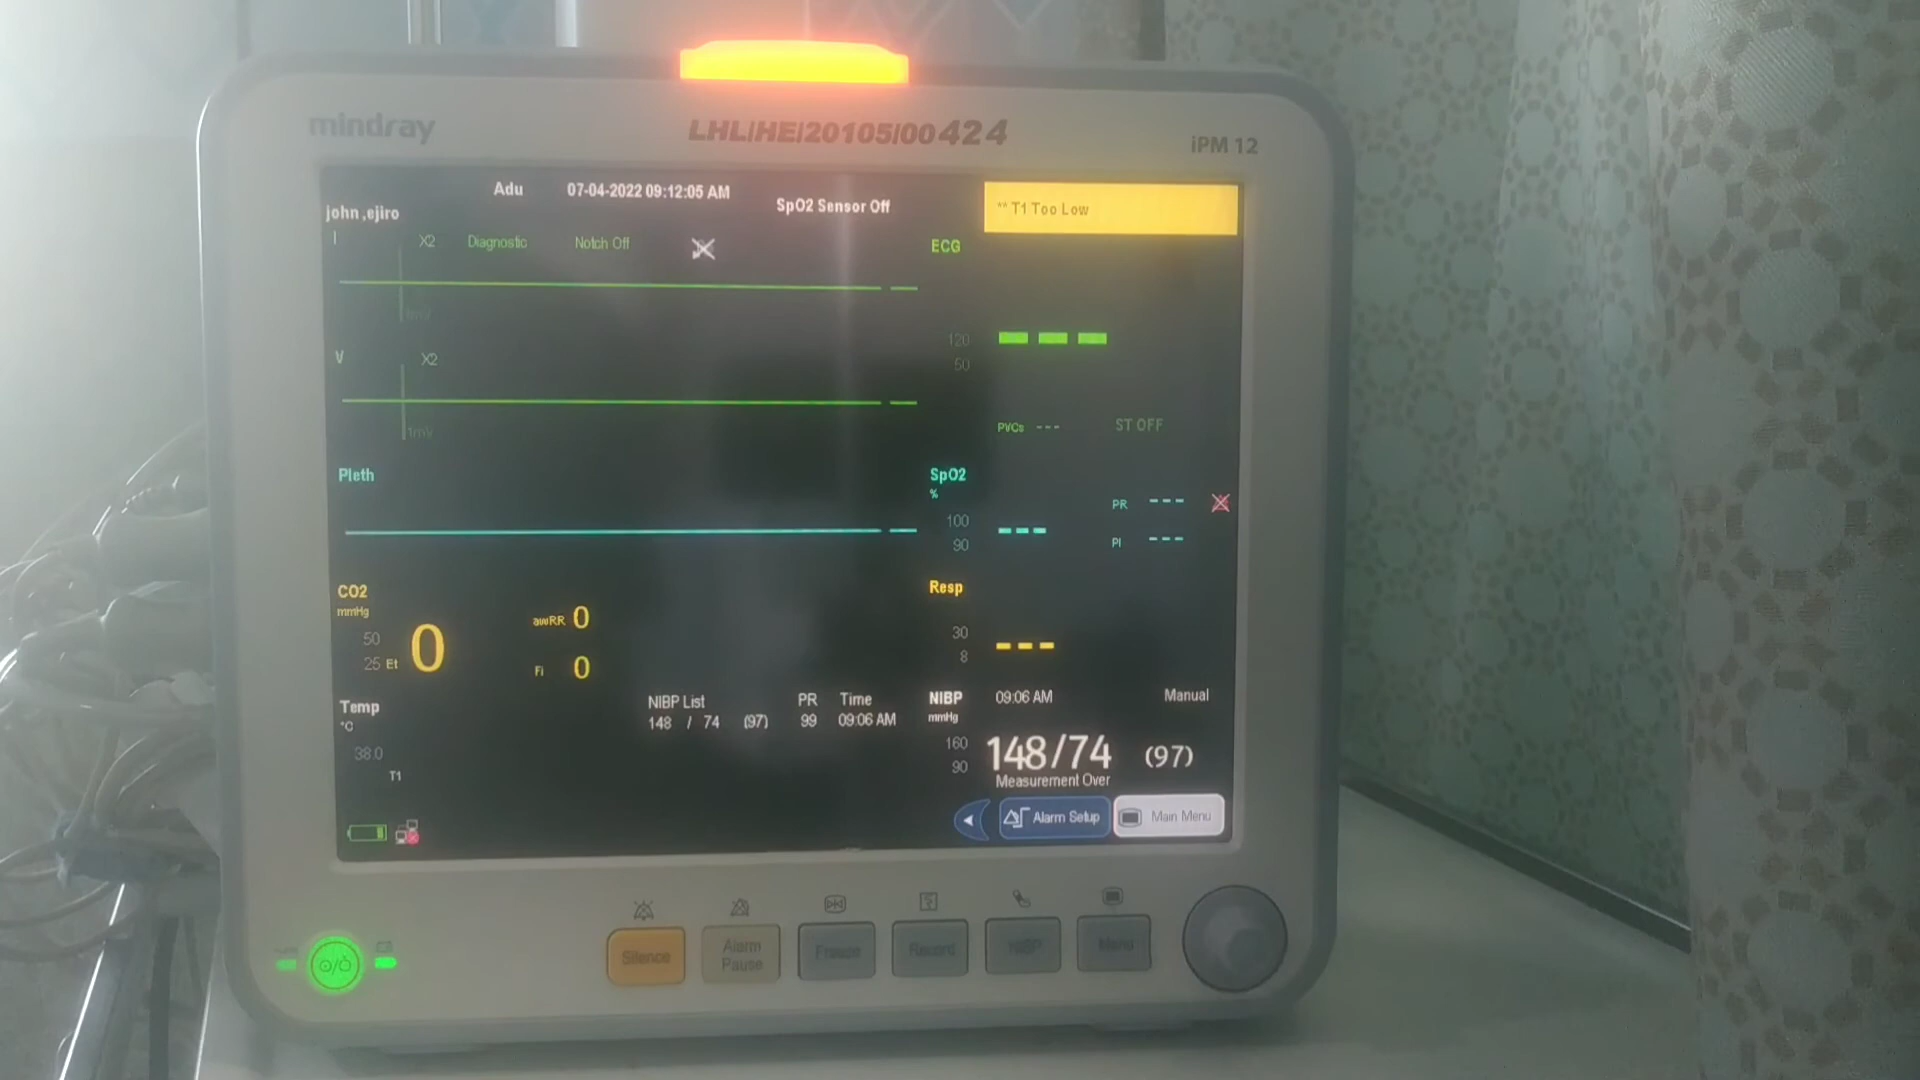 mindray
LHL/HE/20105/00424
iPM 12
Adu 07-04-2022 09:12:05 AM
SpO2 Sensor Off
** T1 Too Low
john ,ejiro
I X2 Diagnostic Notch Off
ECG
1mV
120
50
V X2
1mV
PVCs --- ST OFF
Pleth
SpO2
%
PR ---
100
90
---
PI ---
CO2
mmHg
50
25 Et 0
awRR 0
Fi 0
Resp
30
8
---
Temp
°C
38.0
T1
NIBP List PR Time
148 / 74 (97) 99 09:06 AM
NIBP 09:06 AM Manual
mmHg
160
90
148/74 (97)
Measurement Over
Alarm Setup
Main Menu
Silence
Alarm
Pause
Freeze
Record
NIBP
Menu